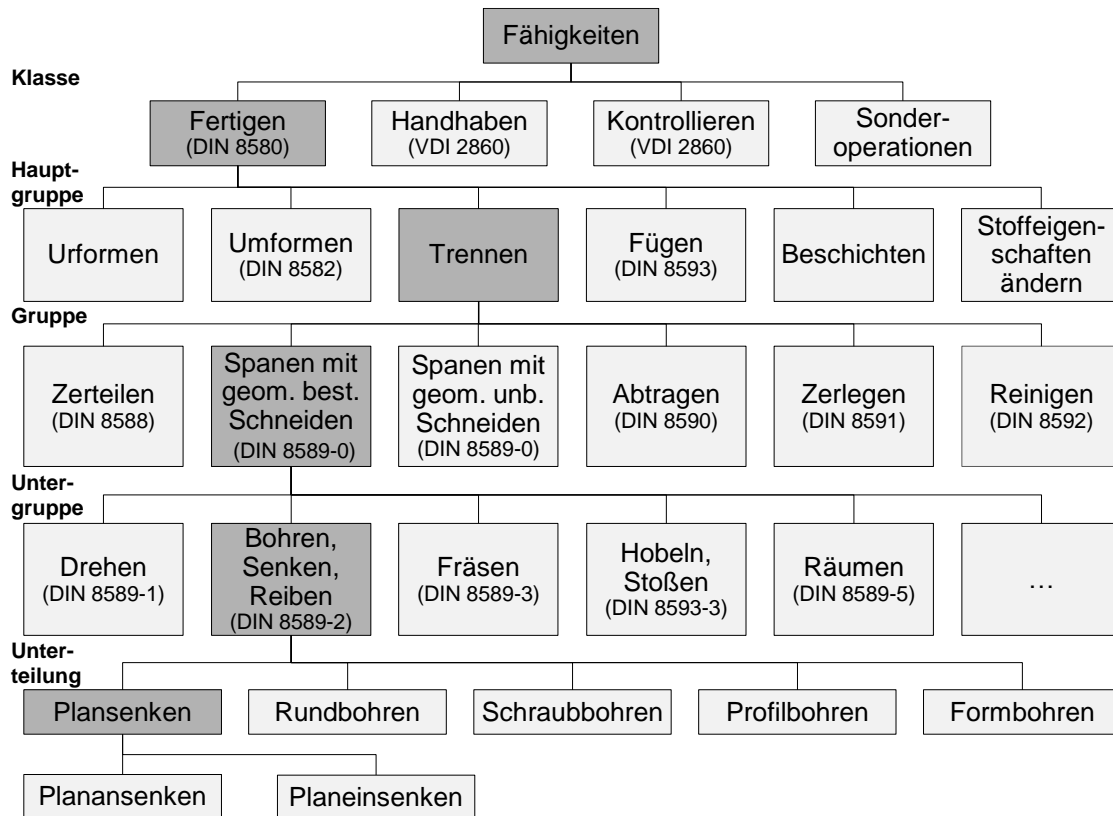 Fähigkeiten
Klasse
Fertigen
(DIN 8580)
Handhaben
(VDI 2860)
Kontrollieren
(VDI 2860)
Sonder-
operationen
Haupt-
gruppe
Urformen
Umformen
(DIN 8582)
Trennen
Fügen
(DIN 8593)
Beschichten
Stoffeigen-
schaften
ändern
Gruppe
Zerteilen
(DIN 8588)
Spanen mit
geom. best.
Schneiden
(DIN 8589-0)
Spanen mit
geom. unb.
Schneiden
(DIN 8589-0)
Abtragen
(DIN 8590)
Zerlegen
(DIN 8591)
Reinigen
(DIN 8592)
Unter-
gruppe
Drehen
(DIN 8589-1)
Bohren,
Senken,
Reiben
(DIN 8589-2)
Fräsen
(DIN 8589-3)
Hobeln,
Stoßen
(DIN 8593-3)
Räumen
(DIN 8589-5)
…
Unter-
teilung
Plansenken
Rundbohren
Schraubbohren
Profilbohren
Formbohren
Planansenken
Planeinsenken